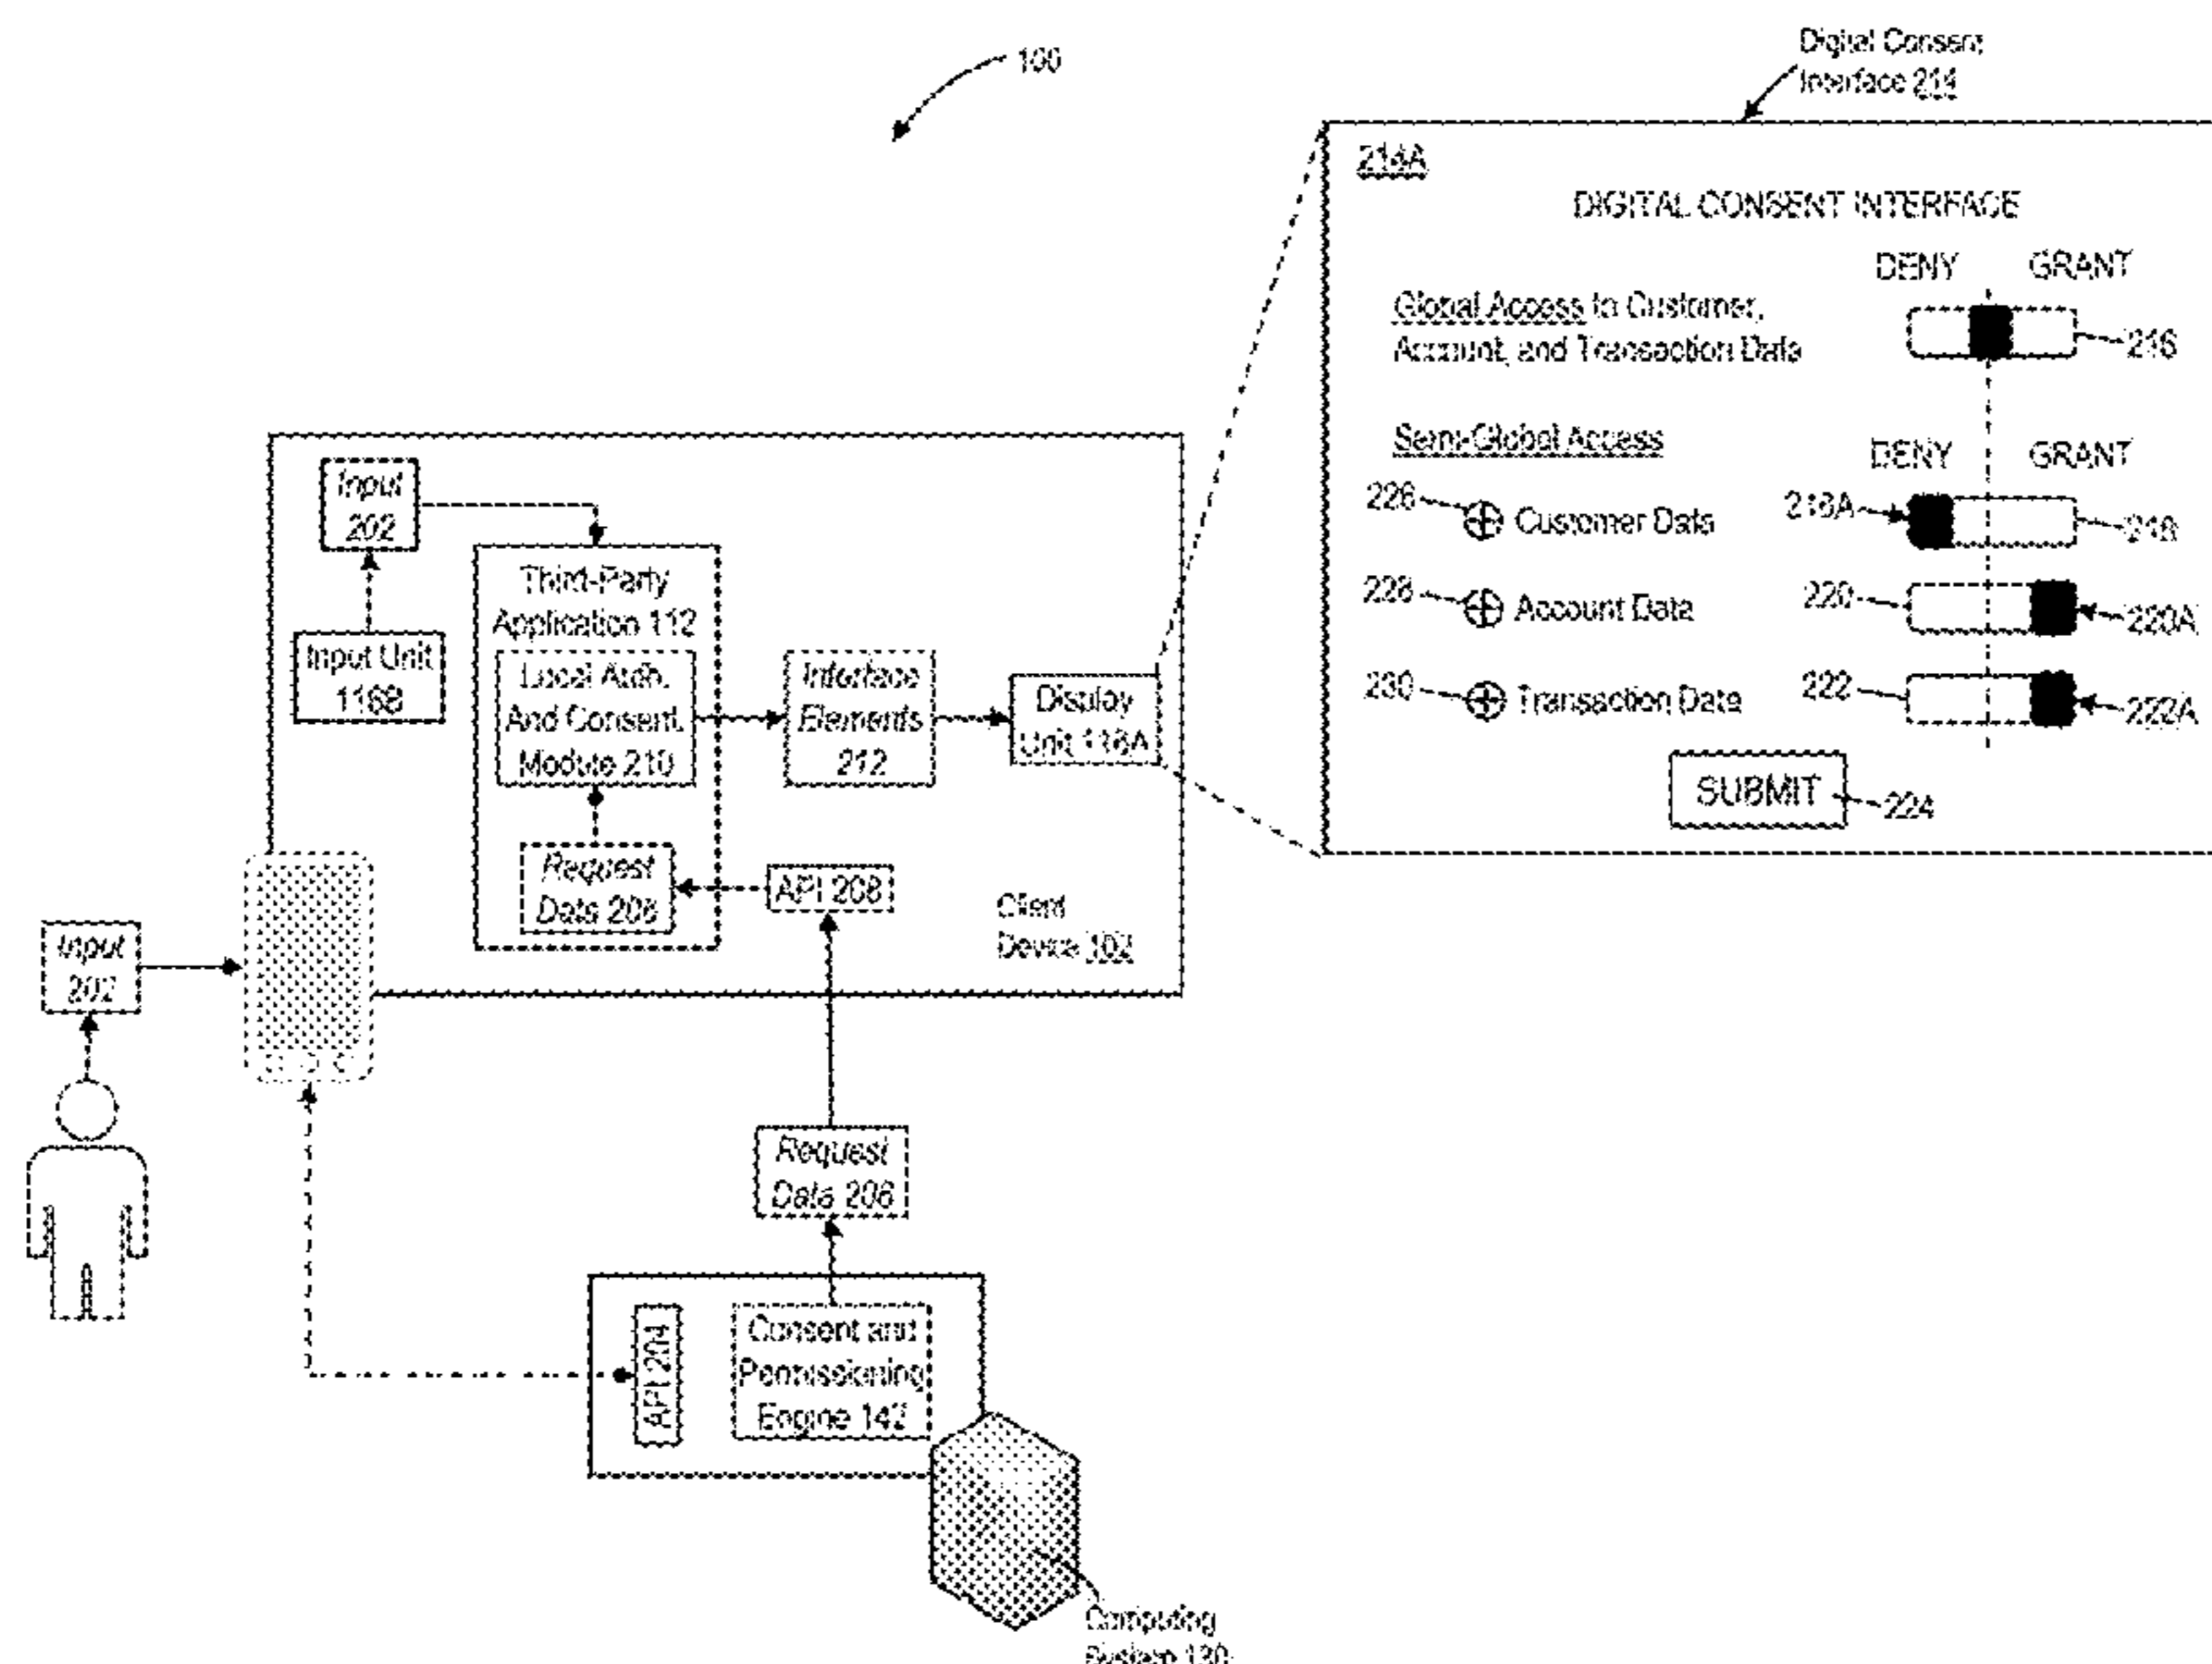 100
Digital Consent
Interface 214
214A
DIGITAL CONSENT INTERFACE
DENY GRANT
Global Access to Customer,
Account, and Transaction Data
216
Semi-Global Access
DENY GRANT
226
Customer Data
218A
218
228
Account Data
220
220A
230
Transaction Data
222
222A
SUBMIT
224
Input
202
Input Unit
116B
Third-Party
Application 112
Local Auth.
And Consent.
Module 210
Request
Data 206
Interface
Elements
212
Display
Unit 116A
API 208
Client
Device 102
Input
202
Request
Data 206
API 204
Consent and
Permissioning
Engine 142
Computing
System 130